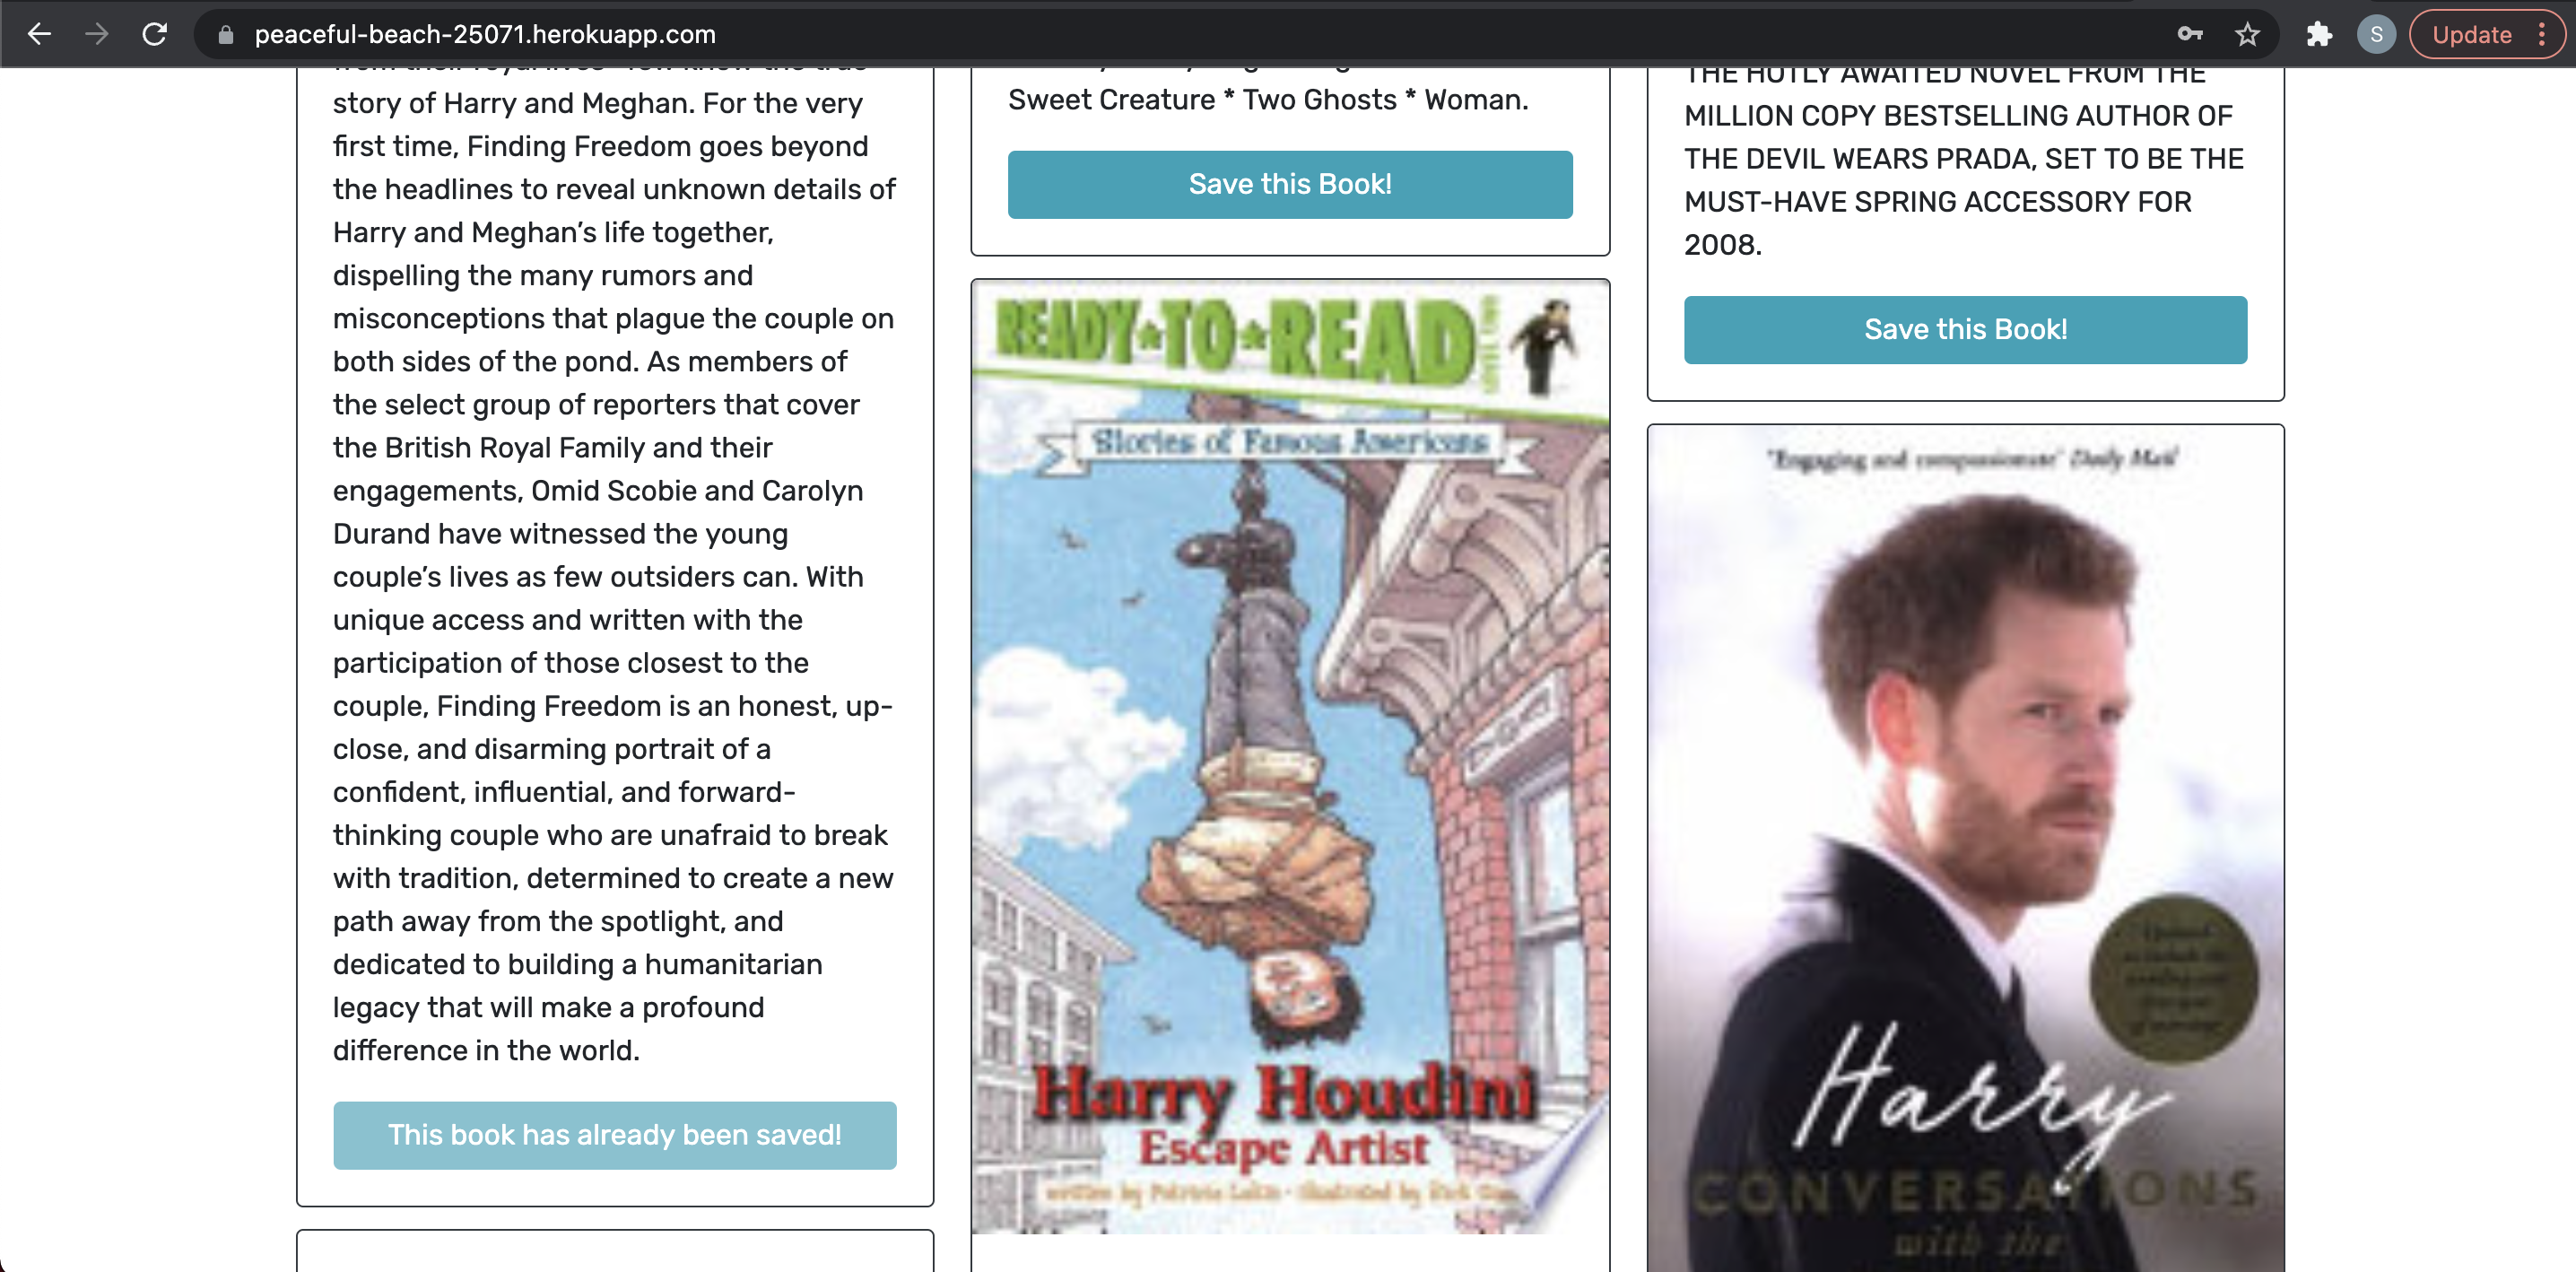 peaceful-beach-25071.herokuapp.com
S
Update
story of Harry and Meghan. For the very
first time, Finding Freedom goes beyond
the headlines to reveal unknown details of
Harry and Meghan’s life together,
dispelling the many rumors and
misconceptions that plague the couple on
both sides of the pond. As members of
the select group of reporters that cover
the British Royal Family and their
engagements, Omid Scobie and Carolyn
Durand have witnessed the young
couple’s lives as few outsiders can. With
unique access and written with the
participation of those closest to the
couple, Finding Freedom is an honest, up-
close, and disarming portrait of a
confident, influential, and forward-
thinking couple who are unafraid to break
with tradition, determined to create a new
path away from the spotlight, and
dedicated to building a humanitarian
legacy that will make a profound
difference in the world.
This book has already been saved!
Sweet Creature * Two Ghosts * Woman.
Save this Book!
READY*TO*READ
Stories of Famous Americans
Harry Houdini
Escape Artist
written by Patricia Lakin · illustrated by Rick
THE HOTLY AWAITED NOVEL FROM THE
MILLION COPY BESTSELLING AUTHOR OF
THE DEVIL WEARS PRADA, SET TO BE THE
MUST-HAVE SPRING ACCESSORY FOR
2008.
Save this Book!
'Engaging and compassionate' Daily Mail
Harry
CONVERSATIONS
with the